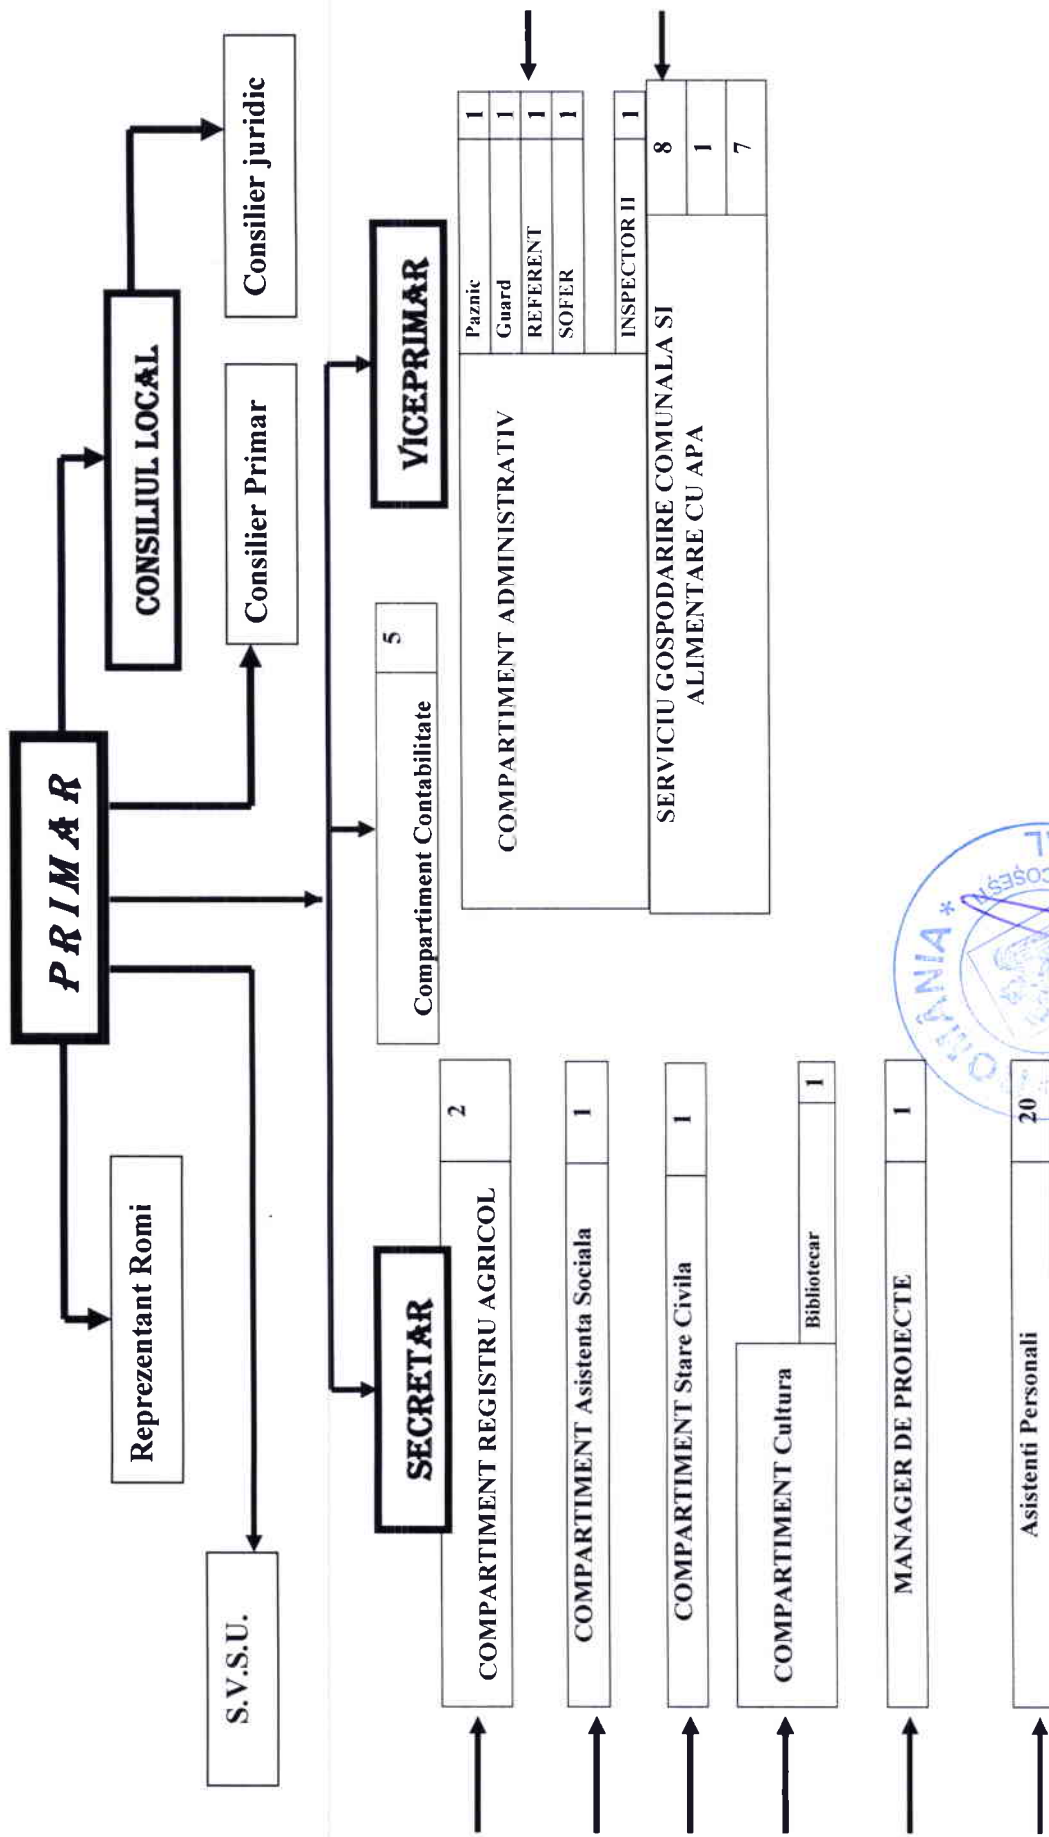 PRIMAR
CONSILIUL LOCAL
Reprezentant Romi
S.V.S.U.
Consilier Primar
Consilier juridic
SECRETAR
VICEPRIMAR
Compartiment Contabilitate 5
COMPARTIMENT REGISTRU AGRICOL 2
COMPARTIMENT Asistenta Sociala 1
COMPARTIMENT Stare Civila 1
COMPARTIMENT Cultura
Bibliotecar 1
MANAGER DE PROIECTE 1
Asistenti Personali 20
COMPARTIMENT ADMINISTRATIV
Paznic 1
Guard 1
REFERENT 1
SOFER 1
INSPECTOR II 1
SERVICIU GOSPODARIRE COMUNALA SI
ALIMENTARE CU APA
8
1
7
ROMÂNIA *